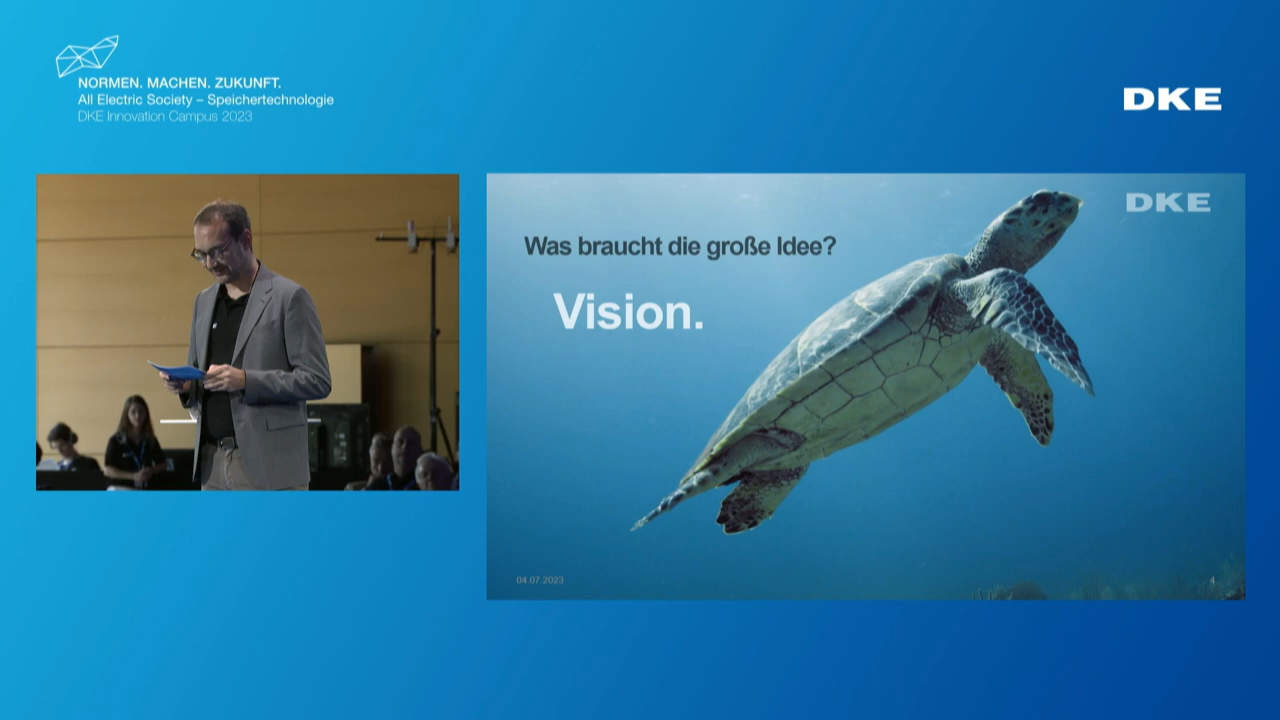 NORMEN. MACHEN. ZUKUNFT.
All Electric Society – Speichertechnologie
DKE Innovation Campus 2023
DKE
DKE
Was braucht die große Idee?
Vision.
04.07.2023
4